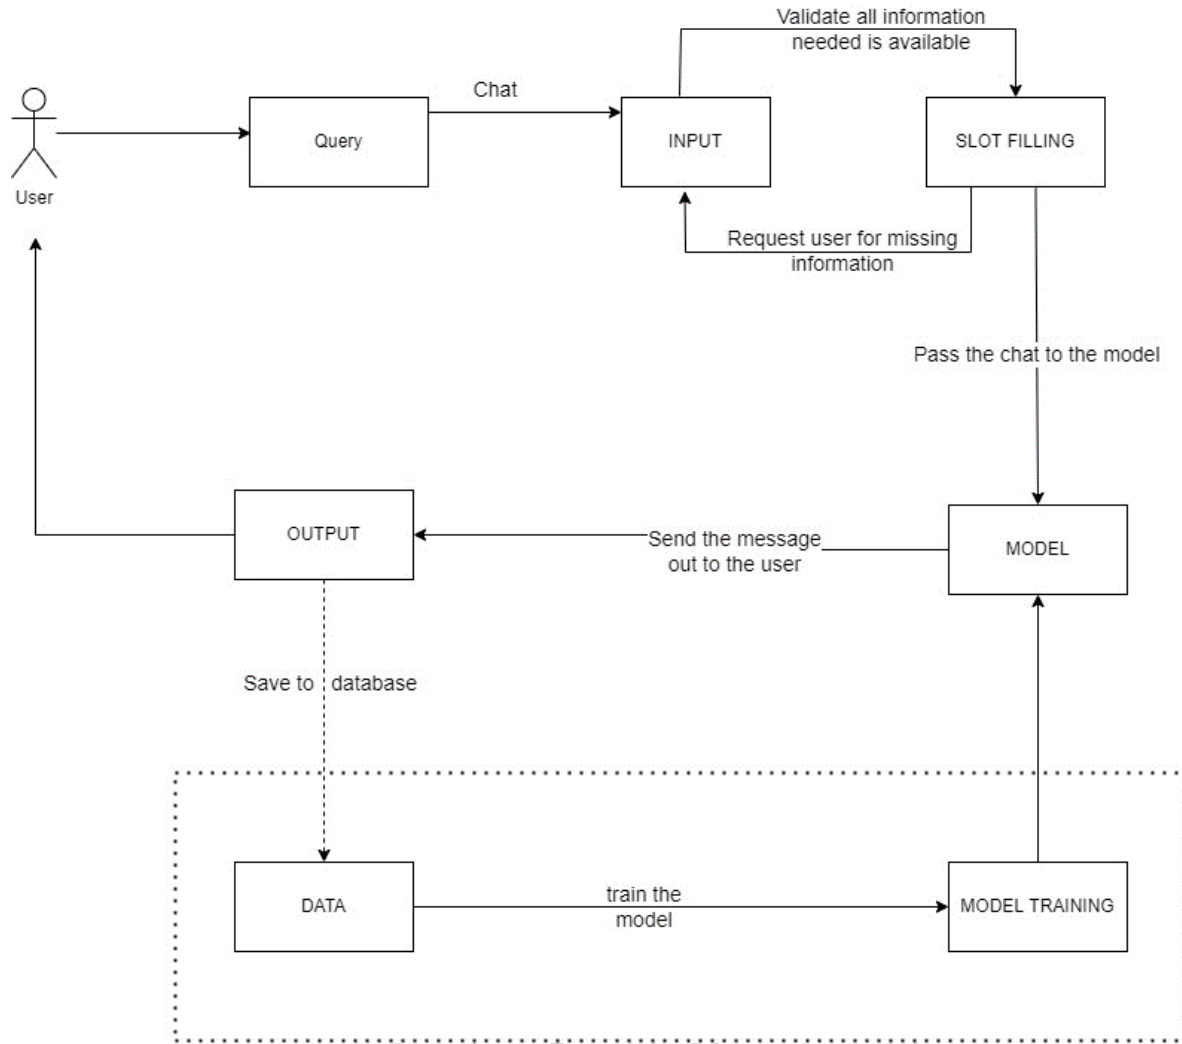 Validate all information
needed is available
Chat
Query
INPUT
SLOT FILLING
User
Request user for missing
information
Pass the chat to the model
OUTPUT
Send the message
out to the user
MODEL
Save to database
DATA
train the
model
MODEL TRAINING